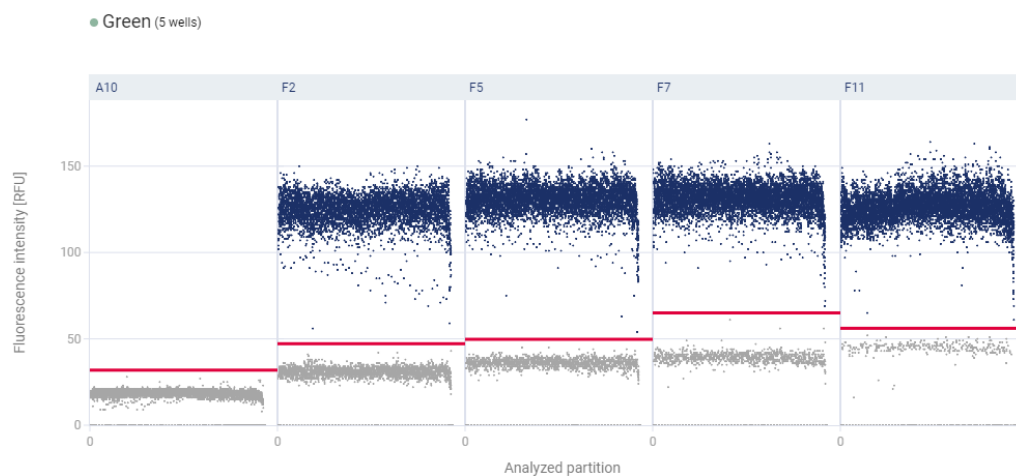 Green (5 wells)
A10 F2 F5 F7 F11
Fluorescence intensity [RFU]
150
100
50
0
0 0 0 0 0
Analyzed partition